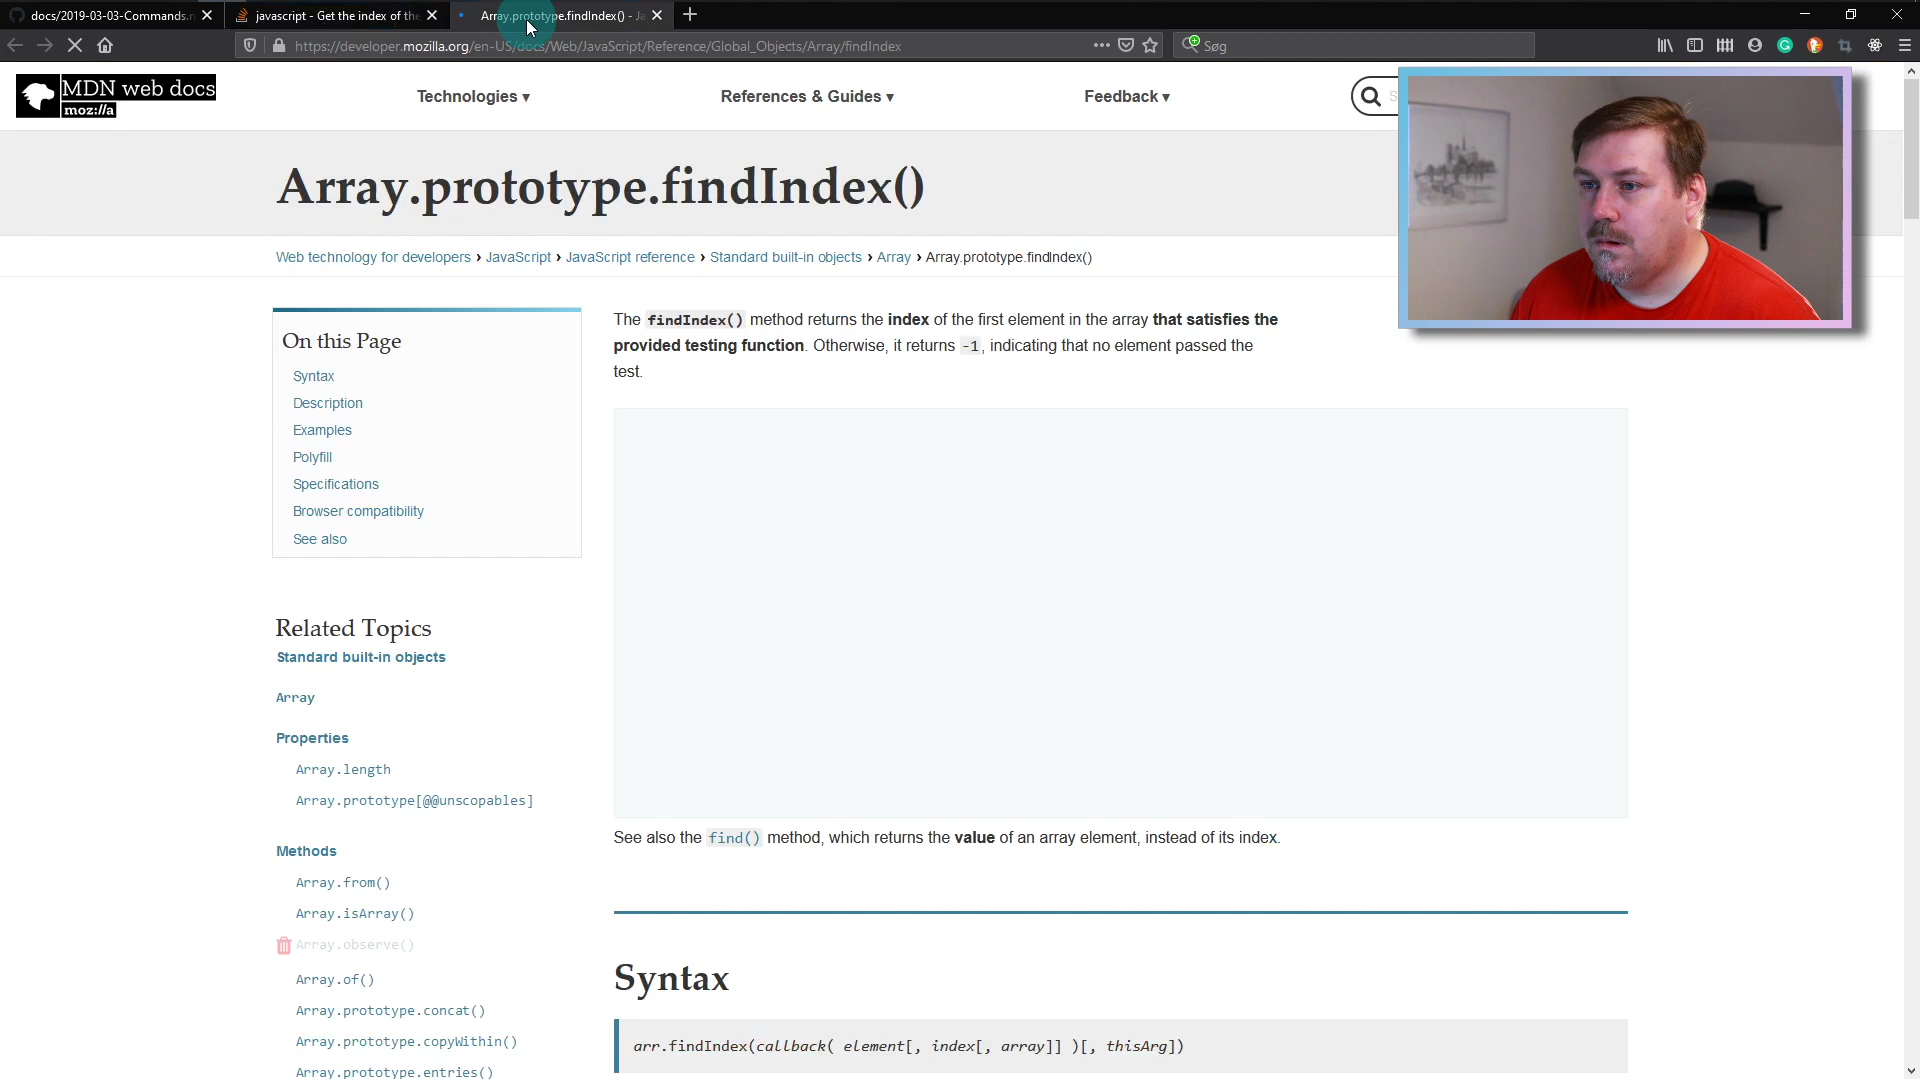 docs/2019-03-03-Commands.
javascript - Get the index of the
Array.prototype.findIndex() - Ja
https://developer.mozilla.org/en-US/docs/Web/JavaScript/Reference/Global_Objects/Array/findIndex
Søg
MDN web docs
moz://a
Technologies ▾
References & Guides ▾
Feedback ▾
S
Array.prototype.findIndex()
Web technology for developers › JavaScript › JavaScript reference › Standard built-in objects › Array › Array.prototype.findIndex()
On this Page
Syntax
Description
Examples
Polyfill
Specifications
Browser compatibility
See also
Related Topics
Standard built-in objects
Array
Properties
Array.length
Array.prototype[@@unscopables]
Methods
Array.from()
Array.isArray()
Array.observe()
Array.of()
Array.prototype.concat()
Array.prototype.copyWithin()
Array.prototype.entries()
The findIndex() method returns the index of the first element in the array that satisfies the
provided testing function. Otherwise, it returns -1, indicating that no element passed the
test.
See also the find() method, which returns the value of an array element, instead of its index.
Syntax
arr.findIndex(callback( element[, index[, array]] )[, thisArg])